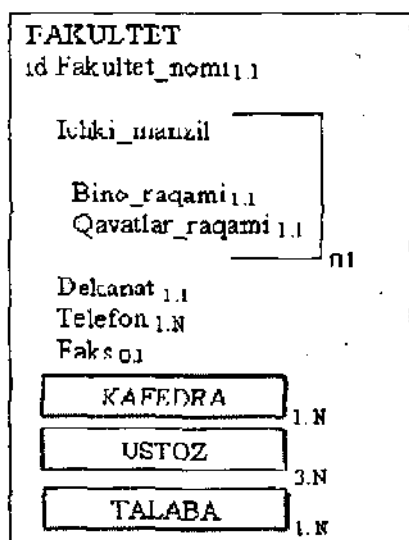 FAKULTET
id Fakultet_nomi 1.1
Ichki_manzil
Bino_raqami 1.1
Qavatlar_raqami 1.1
0.1
Dekanat 1.1
Telefon 1.N
Faks 0.1
KAFEDRA
1.N
USTOZ
3.N
TALABA
1.N